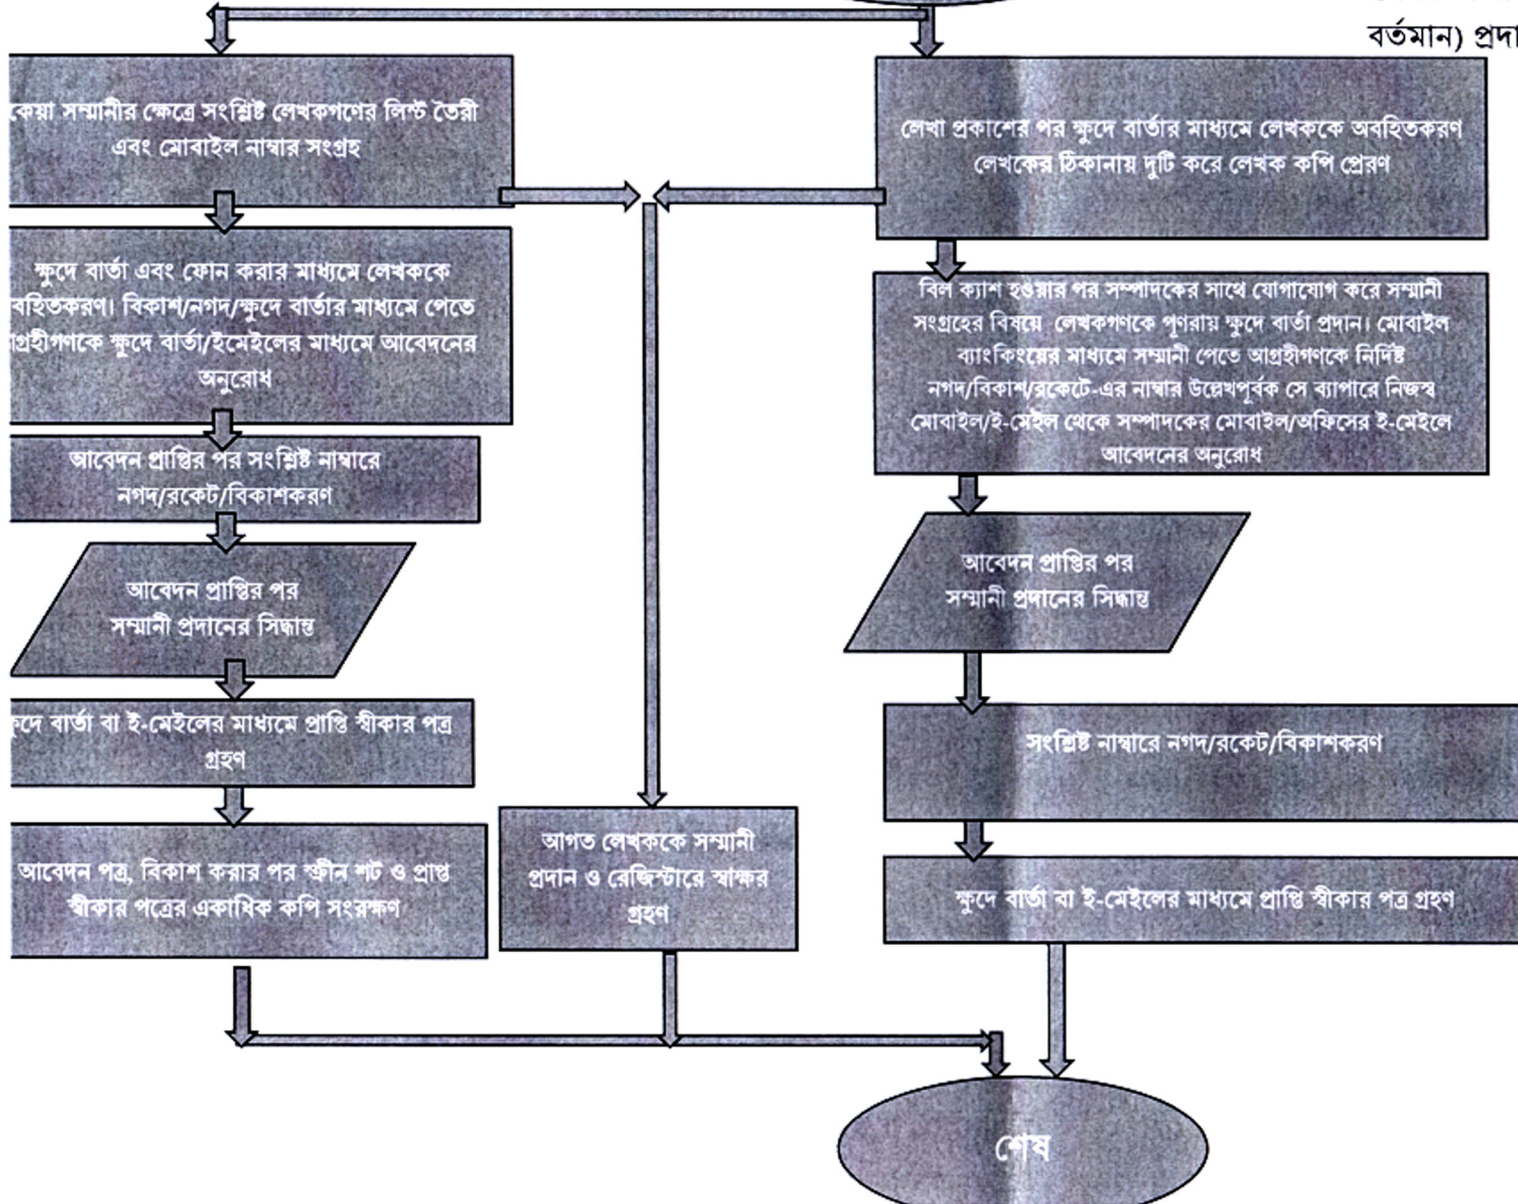 বর্তমান) প্রদা
কেয়া সম্মানীর ক্ষেত্রে সংশ্লিষ্ট লেখকগণের লিস্ট তৈরী
এবং মোবাইল নাম্বার সংগ্রহ
লেখা প্রকাশের পর ক্ষুদে বার্তার মাধ্যমে লেখককে অবহিতকরণ
লেখকের ঠিকানায় দুটি করে লেখক কপি প্রেরণ
ক্ষুদে বার্তা এবং ফোন করার মাধ্যমে লেখককে
বহিতকরণ। বিকাশ/নগদ/ক্ষুদে বার্তার মাধ্যমে পেতে
গ্রহীগণকে ক্ষুদে বার্তা/ইমেইলের মাধ্যমে আবেদনের
অনুরোধ
বিল ক্যাশ হওয়ার পর সম্পাদকের সাথে যোগাযোগ করে সম্মানী
সংগ্রহের বিষয়ে লেখকগণকে পূণরায় ক্ষুদে বার্তা প্রদান। মোবাইল
ব্যাংকিংয়ের মাধ্যমে সম্মানী পেতে আগ্রহীগণকে নির্দিষ্ট
নগদ/বিকাশ/রকেটে-এর নাম্বার উল্লেখপূর্বক সে ব্যাপারে নিজস্ব
মোবাইল/ই-মেইল থেকে সম্পাদকের মোবাইল/অফিসের ই-মেইলে
আবেদনের অনুরোধ
আবেদন প্রাপ্তির পর সংশ্লিষ্ট নাম্বারে
নগদ/রকেট/বিকাশকরণ
আবেদন প্রাপ্তির পর
সম্মানী প্রদানের সিদ্ধান্ত
আবেদন প্রাপ্তির পর
সম্মানী প্রদানের সিদ্ধান্ত
ক্ষুদে বার্তা বা ই-মেইলের মাধ্যমে প্রাপ্তি স্বীকার পত্র
গ্রহণ
সংশ্লিষ্ট নাম্বারে নগদ/রকেট/বিকাশকরণ
আবেদন পত্র, বিকাশ করার পর স্ক্রীন শট ও প্রাপ্ত
স্বীকার পত্রের একাধিক কপি সংরক্ষণ
আগত লেখককে সম্মানী
প্রদান ও রেজিস্টারে স্বাক্ষর
গ্রহণ
ক্ষুদে বার্তা বা ই-মেইলের মাধ্যমে প্রাপ্তি স্বীকার পত্র গ্রহণ
শেষ